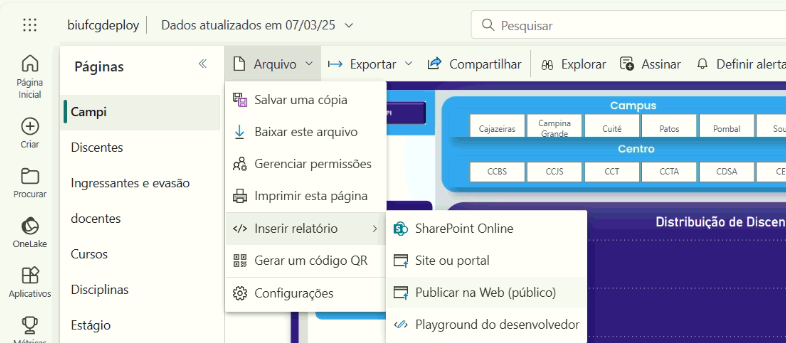 biufcgdeploy | Dados atualizados em 07/03/25
Pesquisar
Página
Inicial
Criar
Procurar
OneLake
Aplicativos
Métricas
Páginas
Campi
Discentes
Ingressantes e evasão
docentes
Cursos
Disciplinas
Estágio
Arquivo
Exportar
Compartilhar
Explorar
Assinar
Definir alerta
Salvar uma cópia
Baixar este arquivo
Gerenciar permissões
Imprimir esta página
Inserir relatório
Gerar um código QR
Configurações
SharePoint Online
Site ou portal
Publicar na Web (público)
Playground do desenvolvedor
Campus
Cajazeiras
Campina
Grande
Cuité
Patos
Pombal
Sou
Centro
CCBS
CCJS
CCT
CCTA
CDSA
CE
Distribuição de Discen